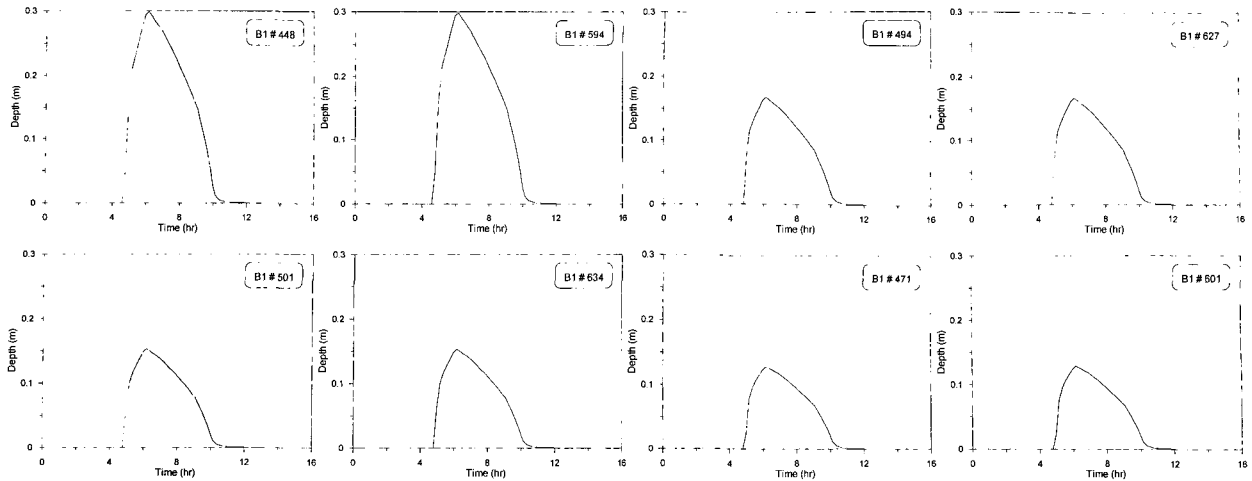 0.3
0.2
0.1
0
Depth (m)
B1 # 448
0 4 8 12 16
Time (hr)
0.3
0.2
0.1
0
Depth (m)
B1 # 594
0 4 8 12 16
Time (hr)
0.3
0.2
0.1
0
Depth (m)
B1 # 494
0 4 8 12 16
Time (hr)
0.3
0.2
0.1
0
Depth (m)
B1 # 627
0 4 8 12 16
Time (hr)
0.3
0.2
0.1
0
Depth (m)
B1 # 501
0 4 8 12 16
Time (hr)
0.3
0.2
0.1
0
Depth (m)
B1 # 634
0 4 8 12 16
Time (hr)
0.3
0.2
0.1
0
Depth (m)
B1 # 471
0 4 8 12 16
Time (hr)
0.3
0.2
0.1
0
Depth (m)
B1 # 601
0 4 8 12 16
Time (hr)